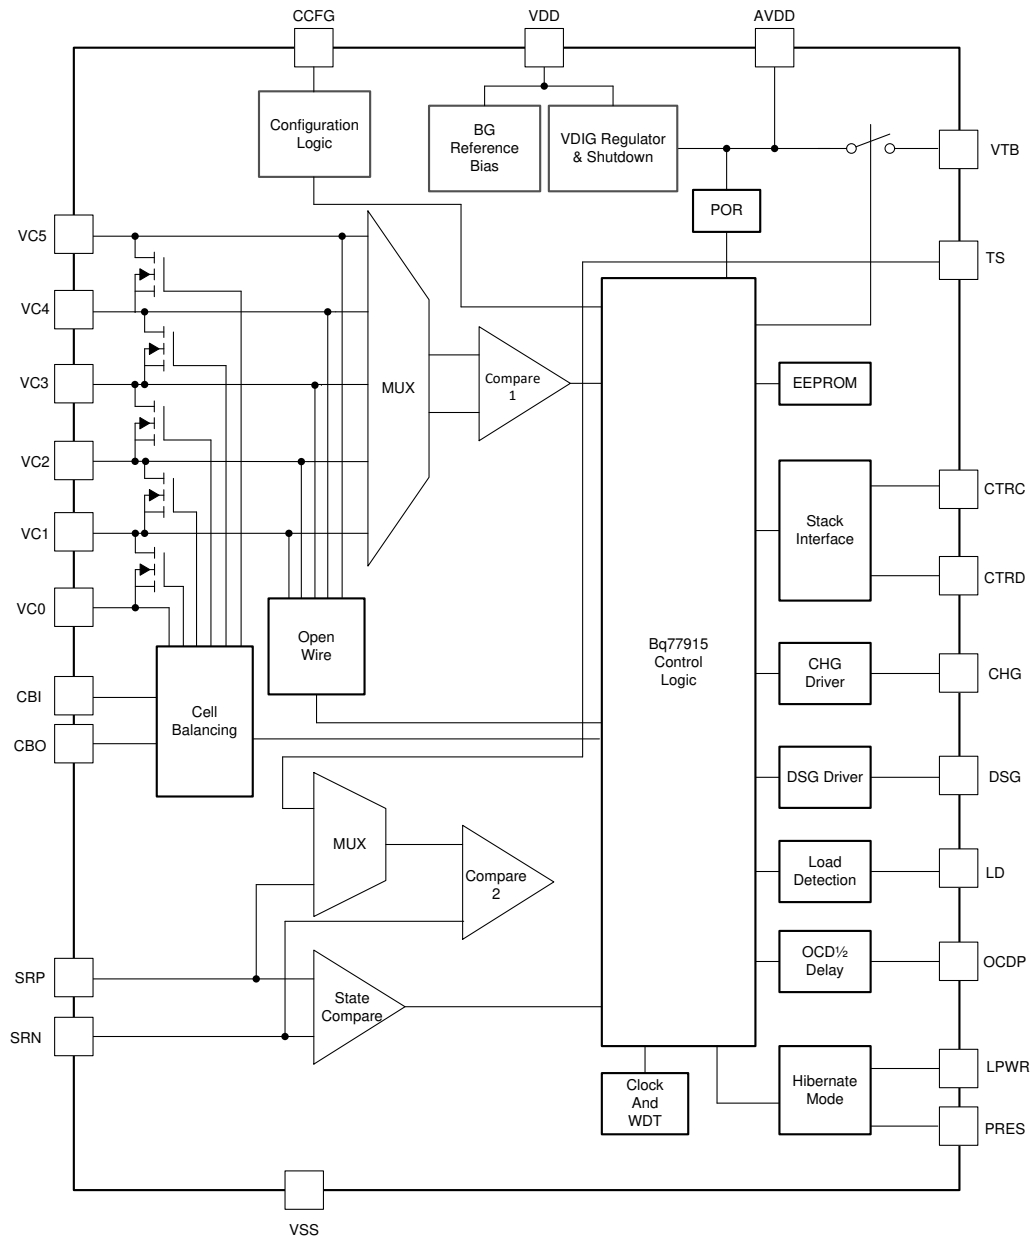 CCFG
VDD
AVDD
Configuration
Logic
BG
Reference
Bias
VDIG Regulator
& Shutdown
VTB
POR
VC5
TS
VC4
VC3
MUX
Compare
1
EEPROM
VC2
CTRC
VC1
Stack
Interface
CTRD
VC0
Open
Wire
Bq77915
Control
Logic
CHG
Driver
CHG
CBI
Cell
Balancing
CBO
DSG Driver
DSG
MUX
Compare
2
Load
Detection
LD
SRP
OCD½
Delay
OCDP
State
Compare
SRN
LPWR
Hibernate
Mode
Clock
And
WDT
PRES
VSS